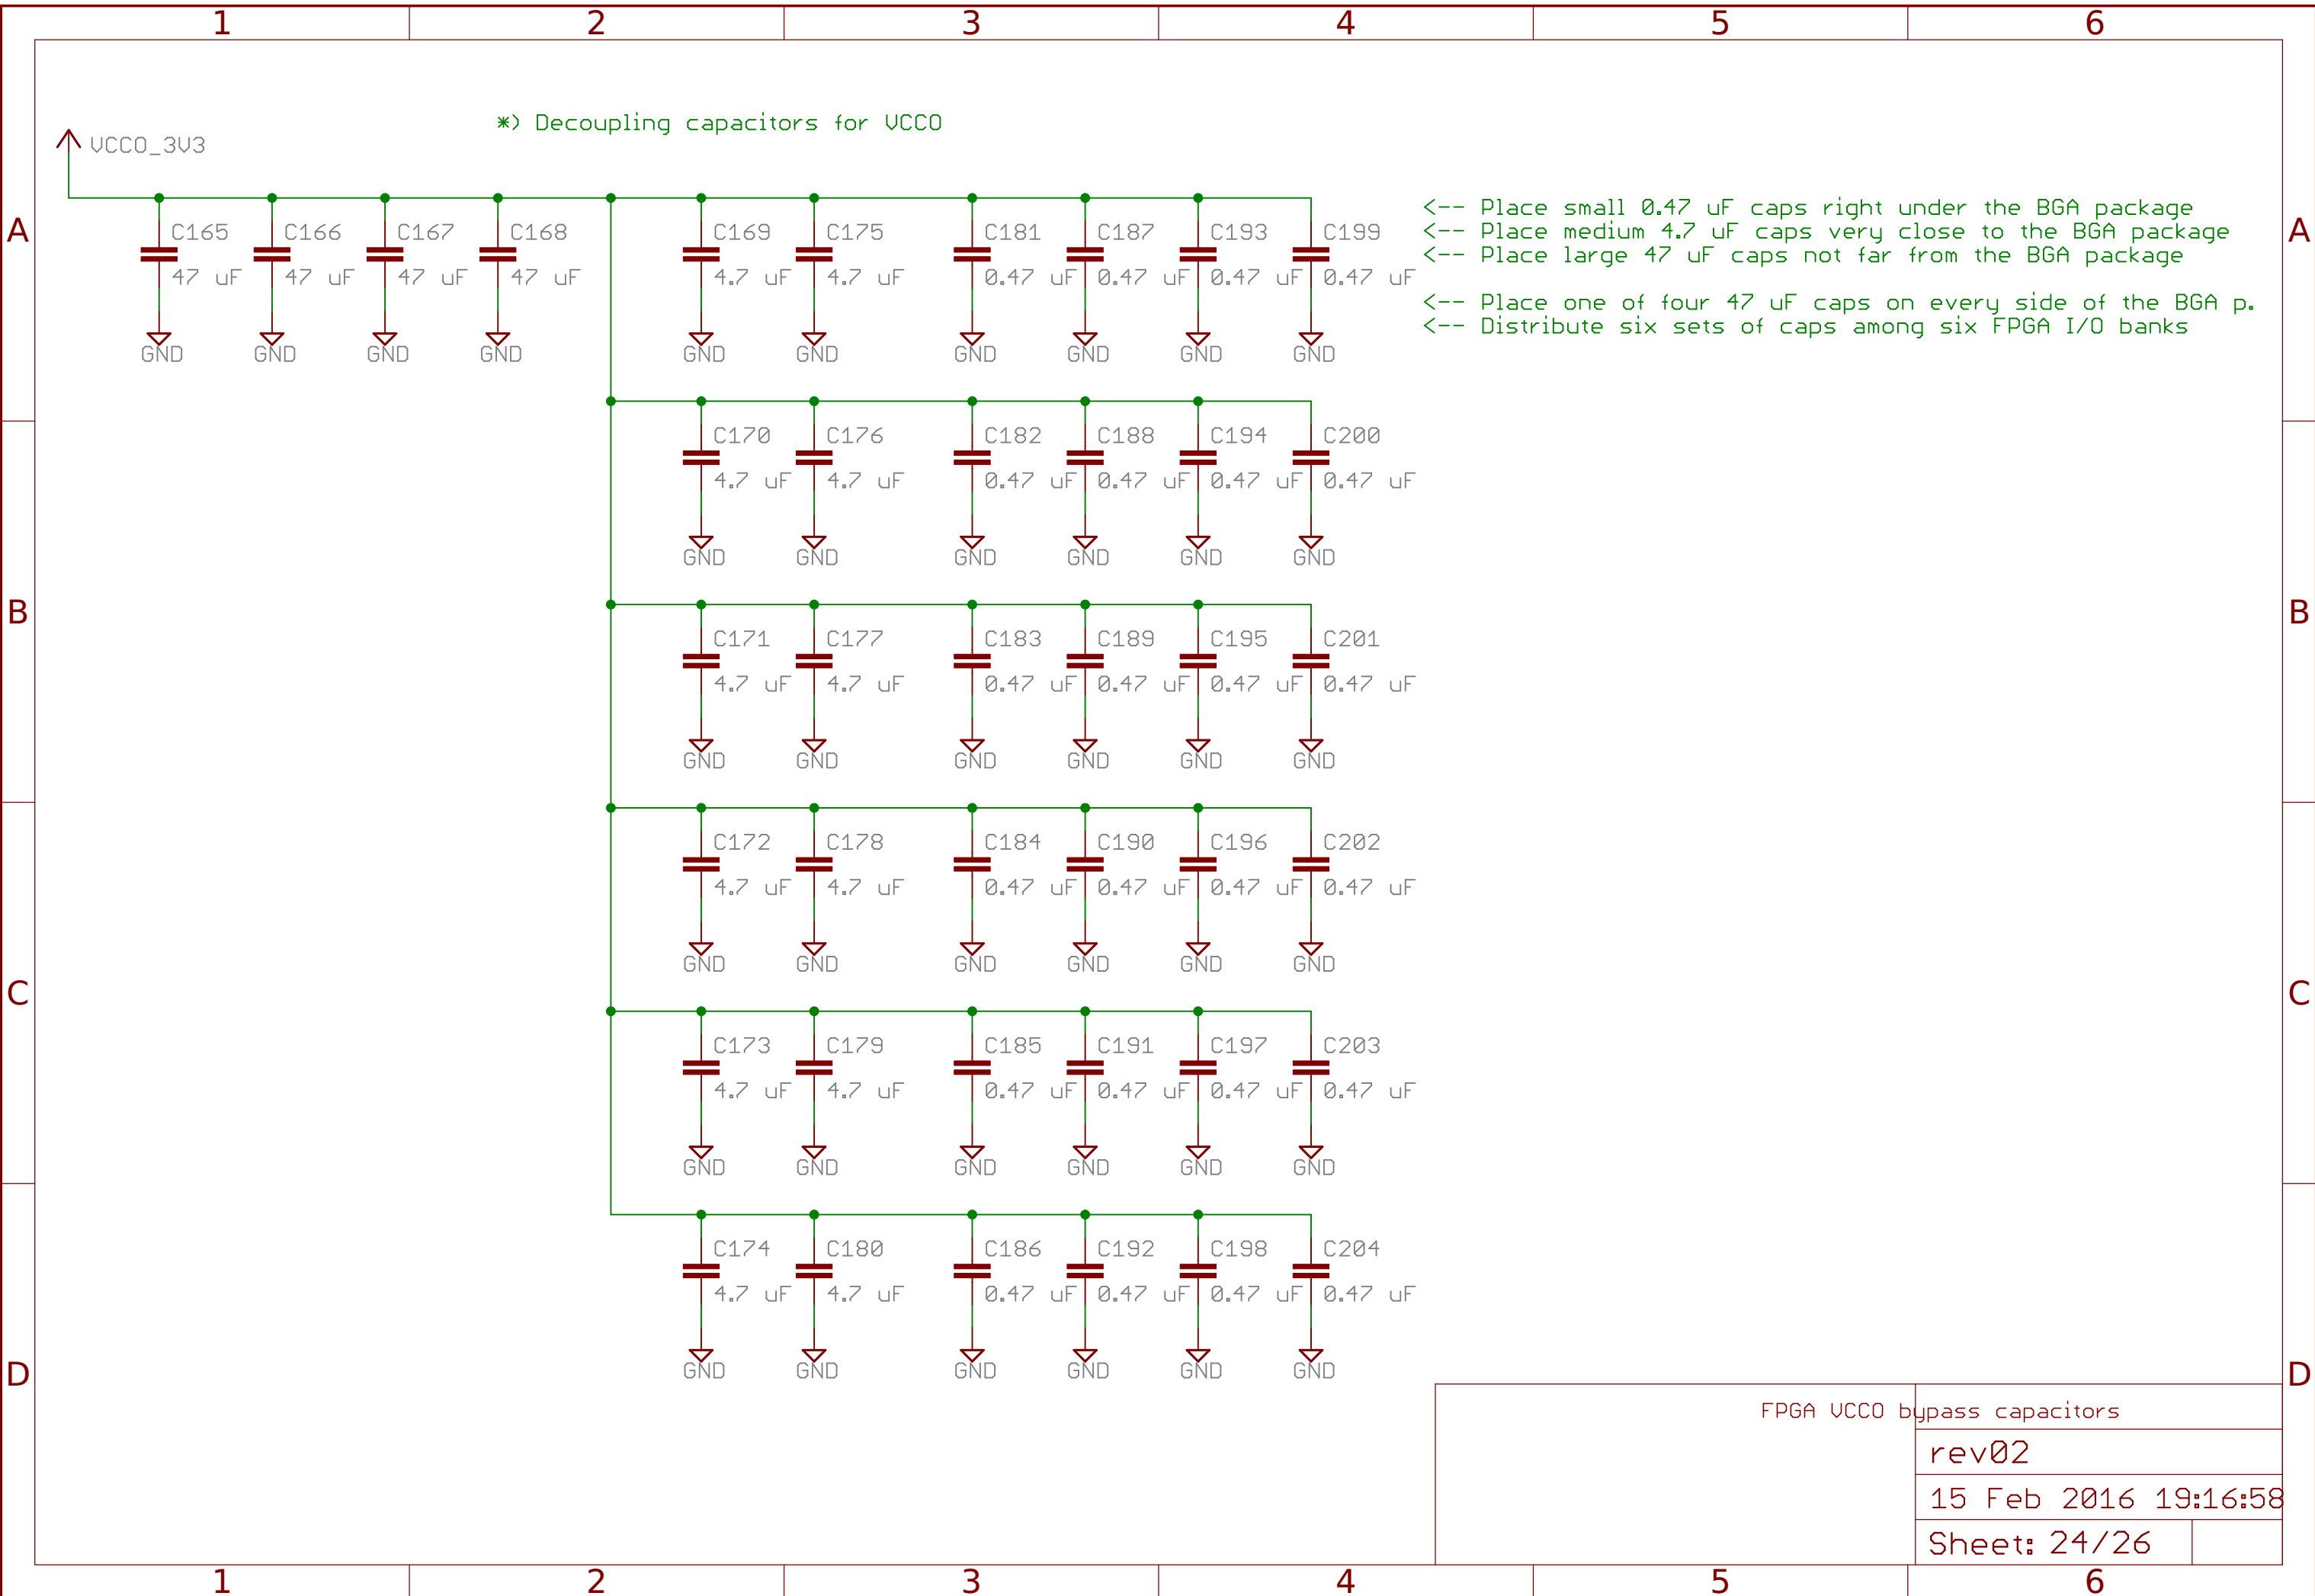 1 2 3 4 5 6
*) Decoupling capacitors for VCCO
VCCO_3V3
<-- Place small 0.47 uF caps right under the BGA package
A C165 C166 C167 C168 C169 C175 C181 C187 C193 C199 <-- Place medium 4.7 uF caps very close to the BGA package A
<-- Place large 47 uF caps not far from the BGA package
47 uF 47 uF 47 uF 47 uF 4.7 uF 4.7 uF 0.47 uF 0.47 uF 0.47 uF 0.47 uF
<-- Place one of four 47 uF caps on every side of the BGA p.
<-- Distribute six sets of caps among six FPGA I/O banks
GND GND GND GND GND GND GND GND GND GND
C170 C176 C182 C188 C194 C200
4.7 uF 4.7 uF 0.47 uF 0.47 uF 0.47 uF 0.47 uF
GND GND GND GND GND GND
B B
C171 C177 C183 C189 C195 C201
4.7 uF 4.7 uF 0.47 uF 0.47 uF 0.47 uF 0.47 uF
GND GND GND GND GND GND
C172 C178 C184 C190 C196 C202
4.7 uF 4.7 uF 0.47 uF 0.47 uF 0.47 uF 0.47 uF
GND GND GND GND GND GND
C C
C173 C179 C185 C191 C197 C203
4.7 uF 4.7 uF 0.47 uF 0.47 uF 0.47 uF 0.47 uF
GND GND GND GND GND GND
C174 C180 C186 C192 C198 C204
4.7 uF 4.7 uF 0.47 uF 0.47 uF 0.47 uF 0.47 uF
GND GND GND GND GND GND
D D
FPGA VCCO bypass capacitors
rev02
15 Feb 2016 19:16:58
Sheet: 24/26
1 2 3 4 5 6